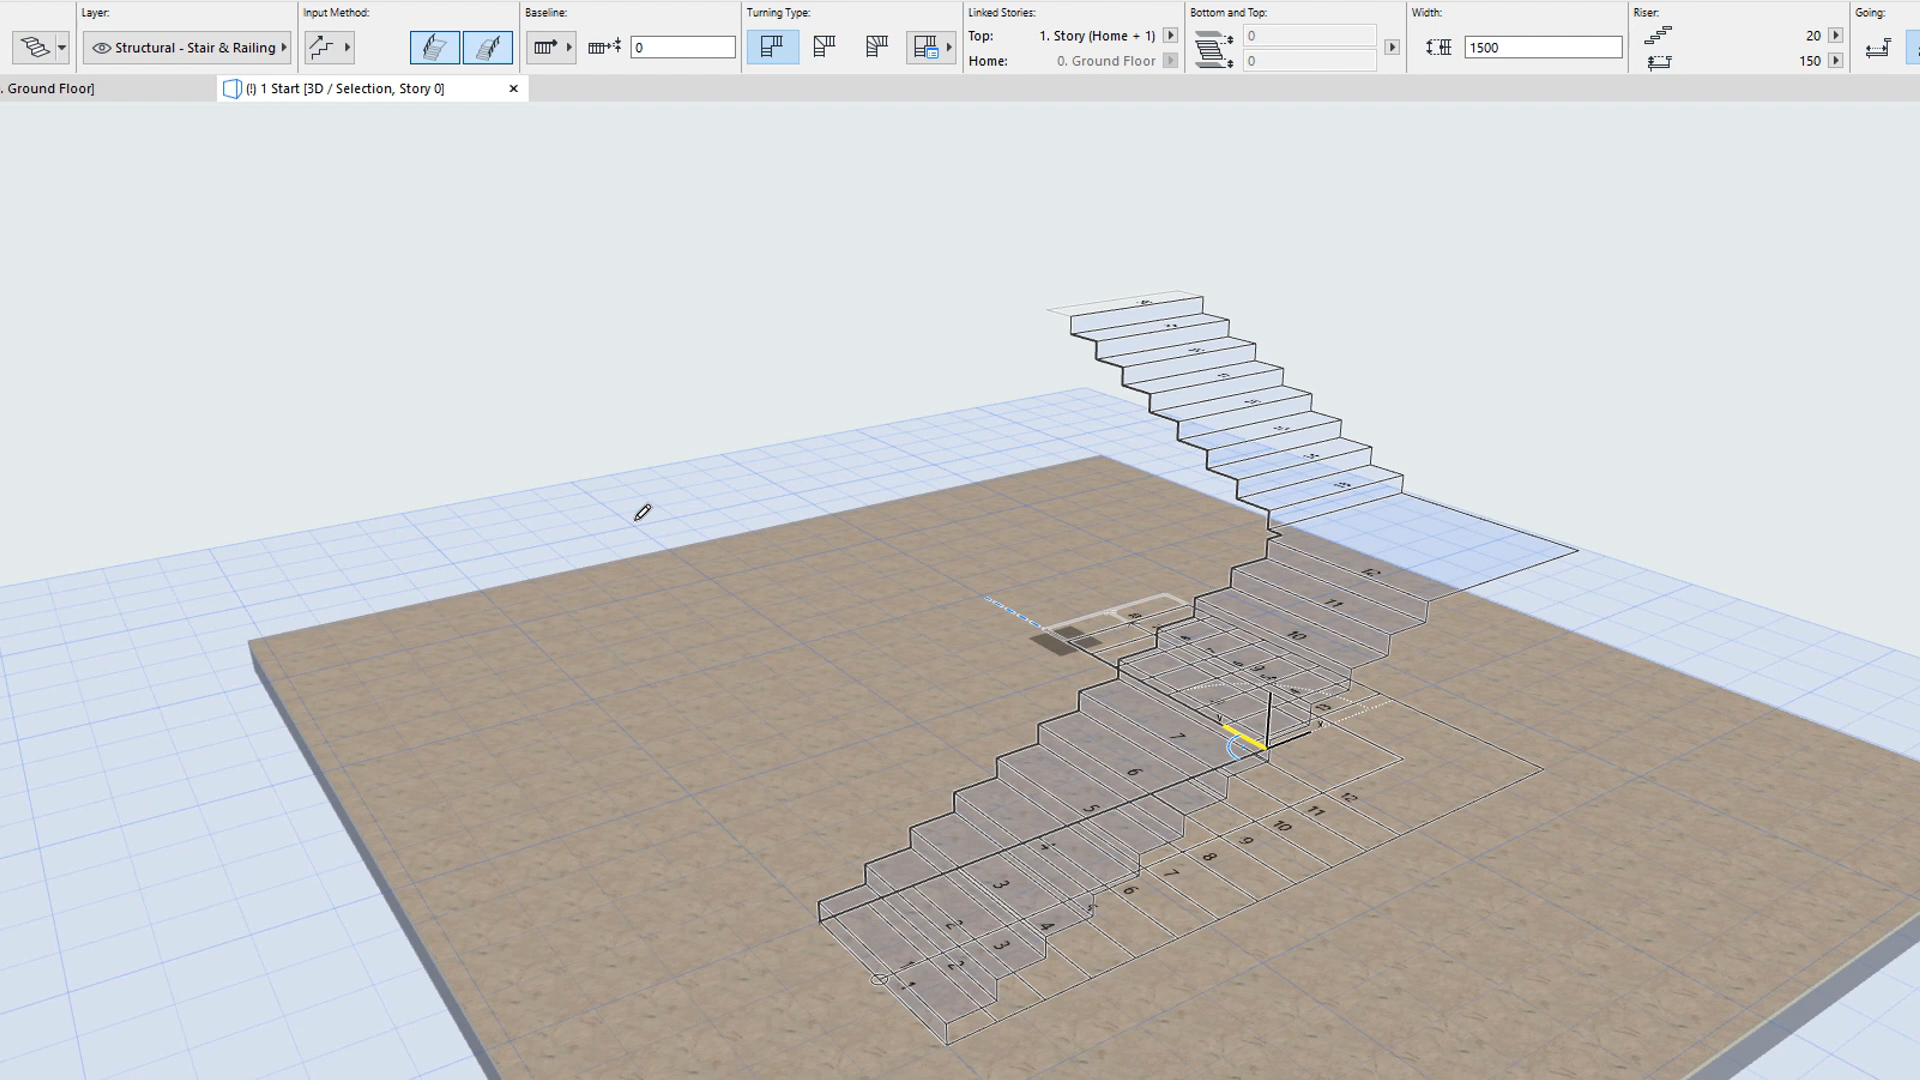 Layer:
Structural - Stair & Railing
Input Method:
Baseline:
0
Turning Type:
Linked Stories:
Top:
1. Story (Home + 1)
Home:
0. Ground Floor
Bottom and Top:
0
0
Width:
1500
Riser:
20
150
Going:
. Ground Floor]
(!) 1 Start [3D / Selection, Story 0]
12
11
10
9
7
6
5
4
3
2
1
12
11
10
9
8
7
6
4
3
2
1